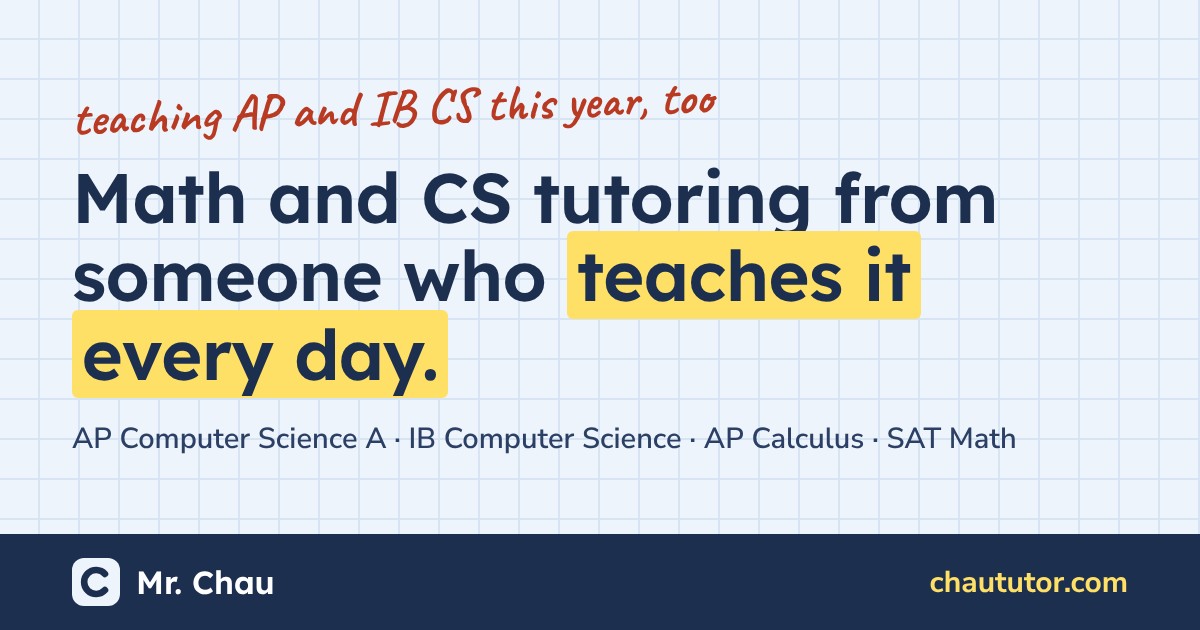 teaching AP and IB CS this year, too
Math and CS tutoring from
someone who teaches it
every day.
AP Computer Science A · IB Computer Science · AP Calculus · SAT Math
C Mr. Chau
chaututor.com